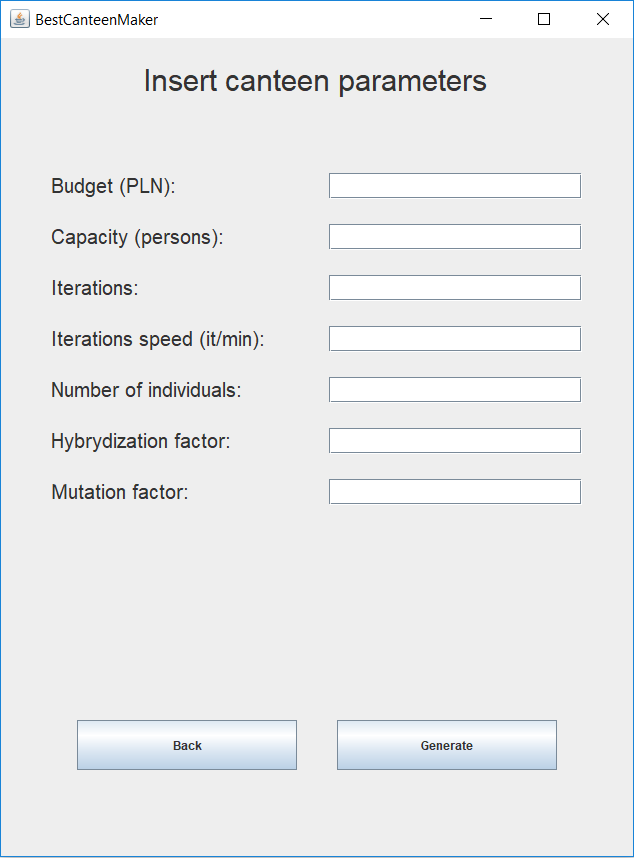 BestCanteenMaker
Insert canteen parameters
Budget (PLN):
Capacity (persons):
Iterations:
Iterations speed (it/min):
Number of individuals:
Hybrydization factor:
Mutation factor:
Back
Generate